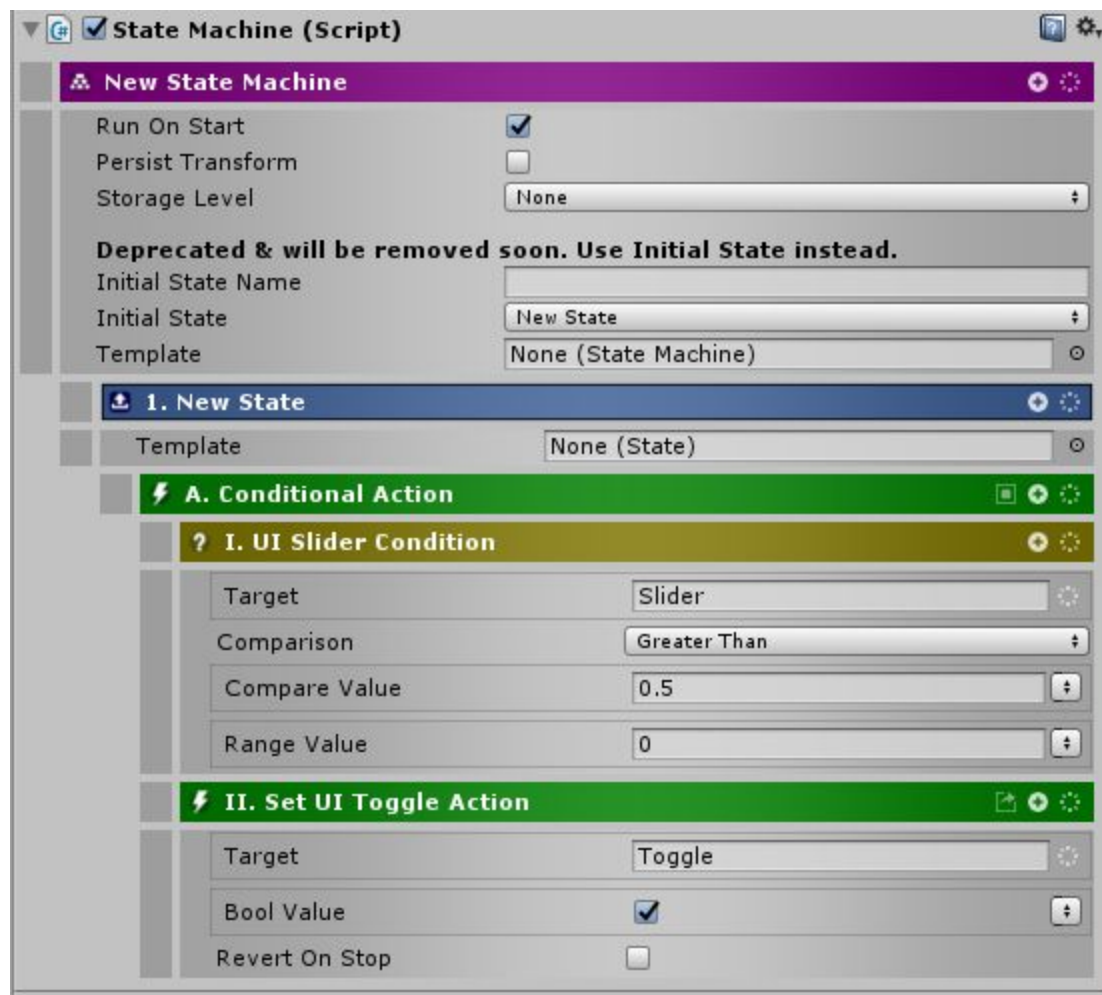 State Machine (Script)
New State Machine
Run On Start
Persist Transform
Storage Level None
Deprecated & will be removed soon. Use Initial State instead.
Initial State Name
Initial State New State
Template None (State Machine)
1. New State
Template None (State)
A. Conditional Action
? I. UI Slider Condition
Target Slider
Comparison Greater Than
Compare Value 0.5
Range Value 0
II. Set UI Toggle Action
Target Toggle
Bool Value
Revert On Stop